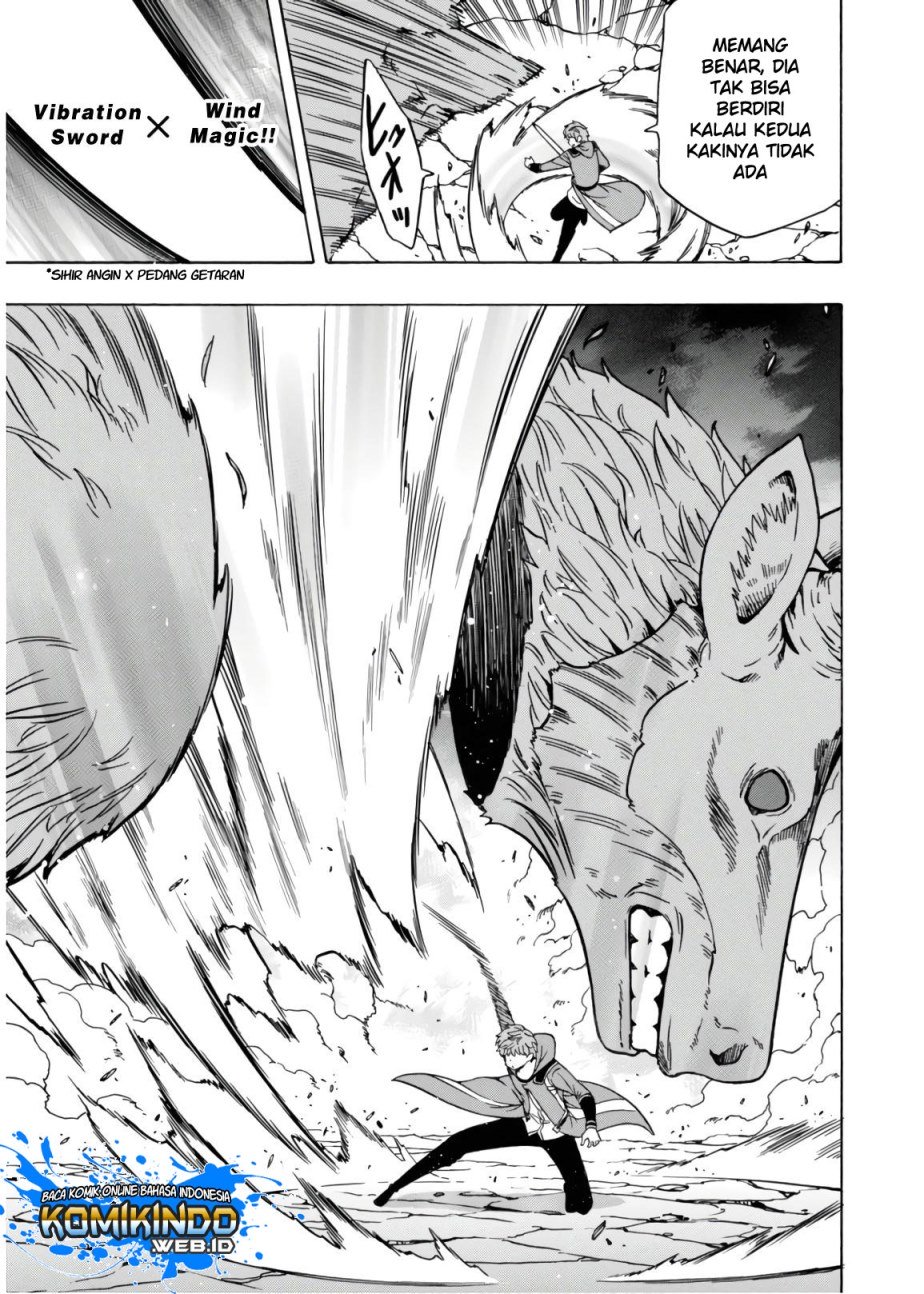 MEMANG
BENAR, DIA
TAK BISA
BERDIRI
KALAU KEDUA
KAKINYA TIDAK
ADA
ヒュオッ
Vibration
Sword
×
Wind
Magic!!
*SIHIR ANGIN X PEDANG GETARAN
BACA KOMIK ONLINE BAHASA INDONESIA
KOMIKINDO
WEB.ID